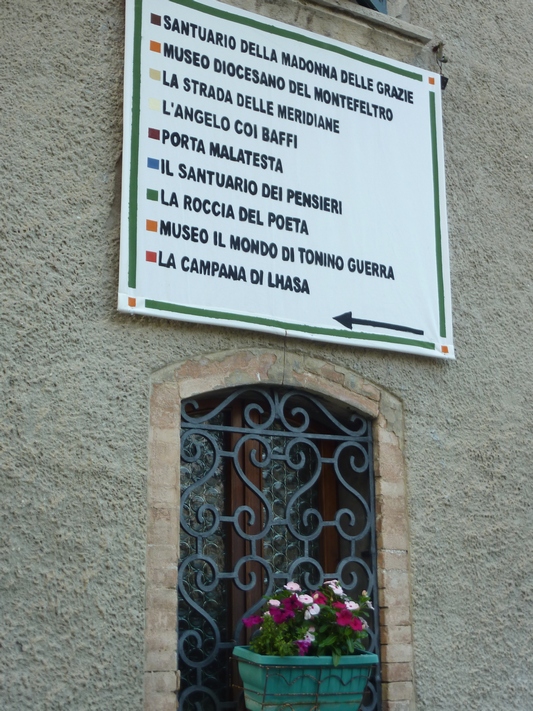 SANTUARIO DELLA MADONNA DELLE GRAZIE
MUSEO DIOCESANO DEL MONTEFELTRO
LA STRADA DELLE MERIDIANE
L'ANGELO COI BAFFI
PORTA MALATESTA
IL SANTUARIO DEI PENSIERI
LA ROCCIA DEL POETA
MUSEO IL MONDO DI TONINO GUERRA
LA CAMPANA DI LHASA